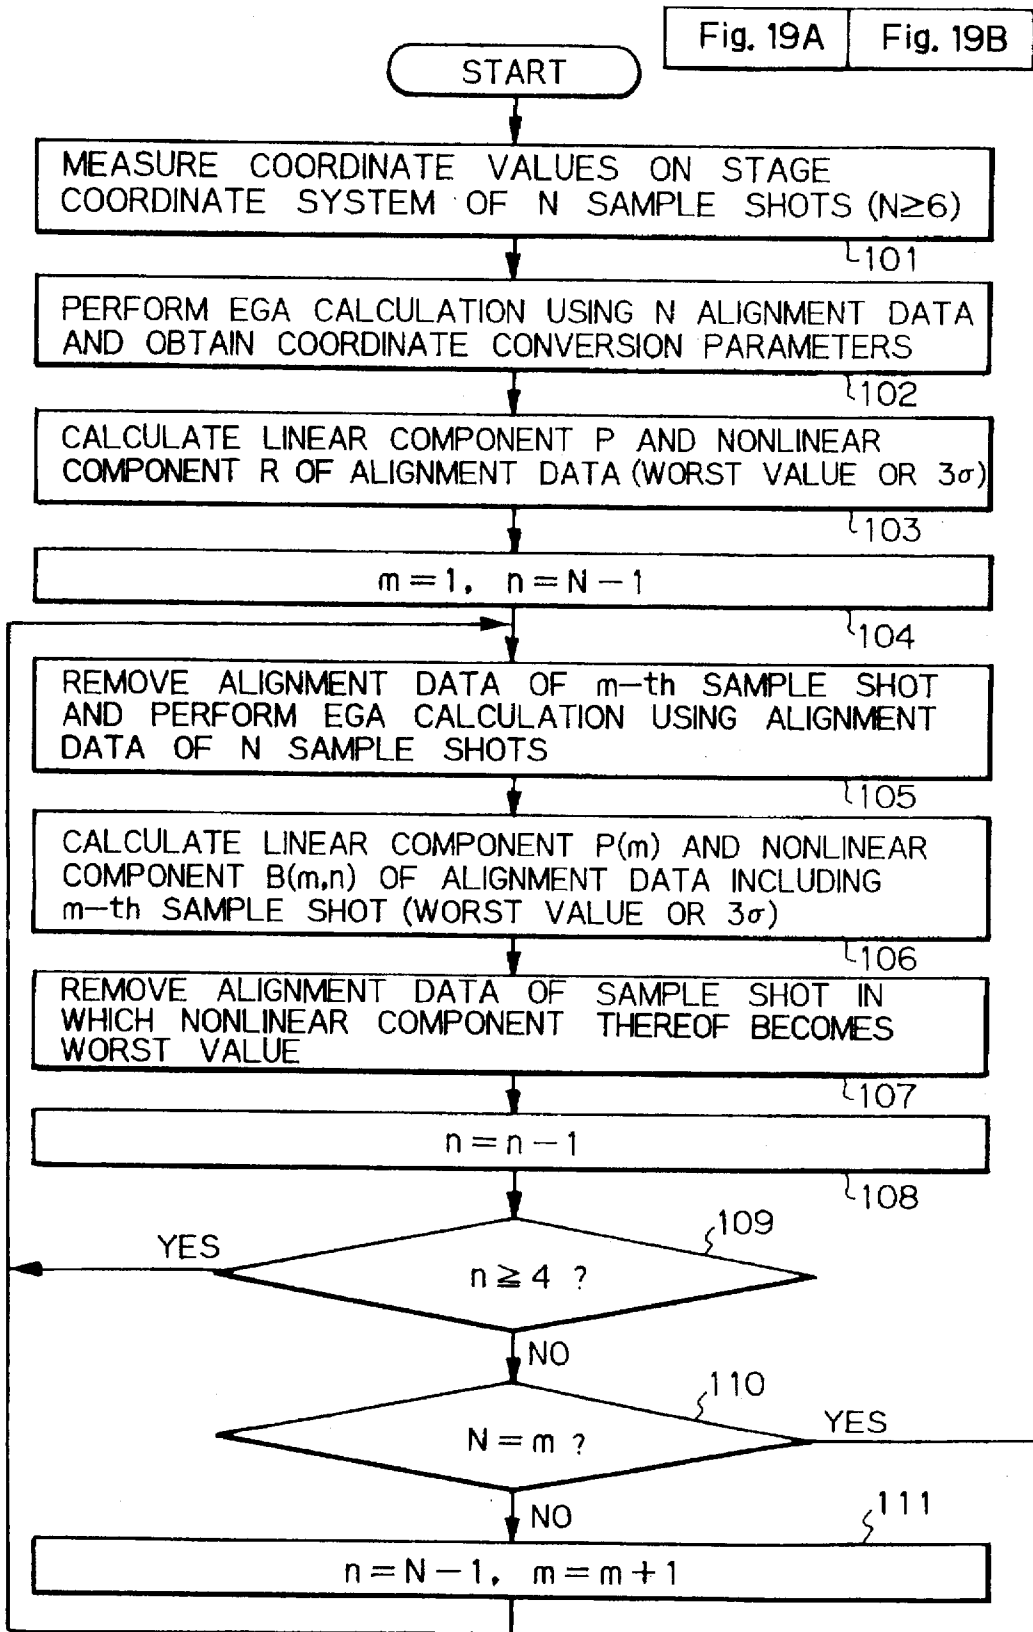 Fig. 19A Fig. 19B
START
MEASURE COORDINATE VALUES ON STAGE
COORDINATE SYSTEM OF N SAMPLE SHOTS (N≥6)
101
PERFORM EGA CALCULATION USING N ALIGNMENT DATA
AND OBTAIN COORDINATE CONVERSION PARAMETERS
102
CALCULATE LINEAR COMPONENT P AND NONLINEAR
COMPONENT R OF ALIGNMENT DATA (WORST VALUE OR 3σ)
103
m=1, n=N-1
104
REMOVE ALIGNMENT DATA OF m-th SAMPLE SHOT
AND PERFORM EGA CALCULATION USING ALIGNMENT
DATA OF N SAMPLE SHOTS
105
CALCULATE LINEAR COMPONENT P(m) AND NONLINEAR
COMPONENT B(m,n) OF ALIGNMENT DATA INCLUDING
m-th SAMPLE SHOT (WORST VALUE OR 3σ)
106
REMOVE ALIGNMENT DATA OF SAMPLE SHOT IN
WHICH NONLINEAR COMPONENT THEREOF BECOMES
WORST VALUE
107
n=n-1
108
109
YES
n≧4 ?
NO
110
YES
N=m ?
NO
111
n=N-1, m=m+1